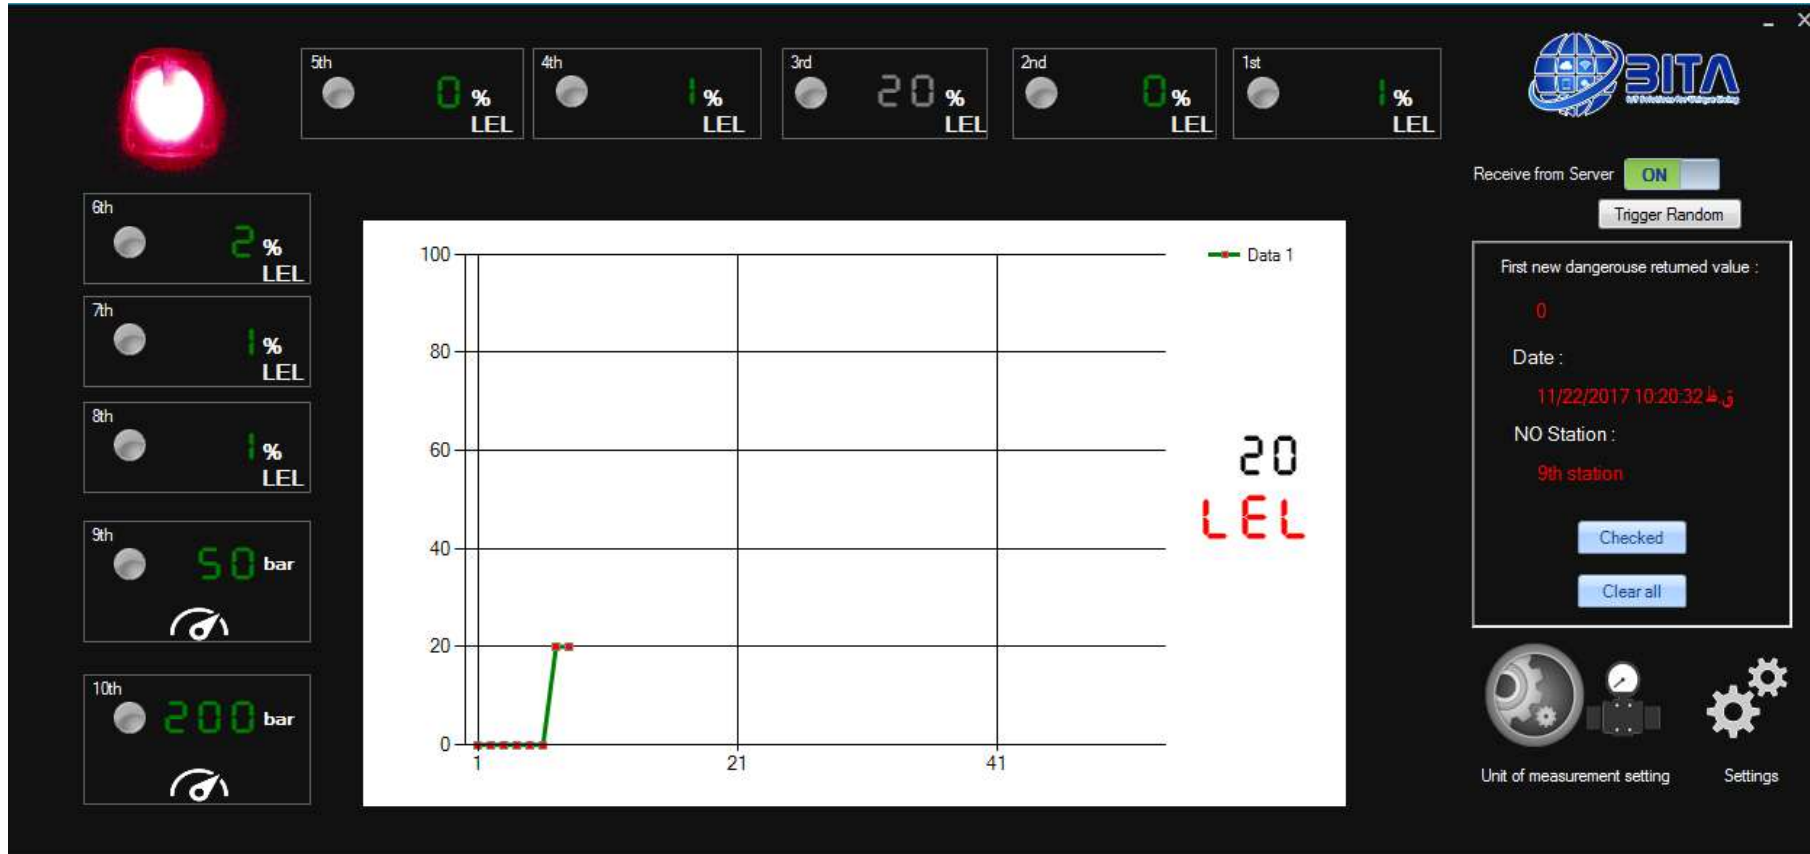 5th
0 % LEL
4th
1 % LEL
3rd
20 % LEL
2nd
0 % LEL
1st
1 % LEL
BITA
Receive from Server ON
Trigger Random
6th
2 % LEL
7th
1 % LEL
8th
1 % LEL
9th
50 bar
10th
200 bar
100
80
60
40
20
0
1 21 41
Data 1
20
LEL
First new dangerouse returned value :
0
Date :
11/22/2017 10:20:32 ق.ظ
NO Station :
9th station
Checked
Clear all
Unit of measurement setting
Settings